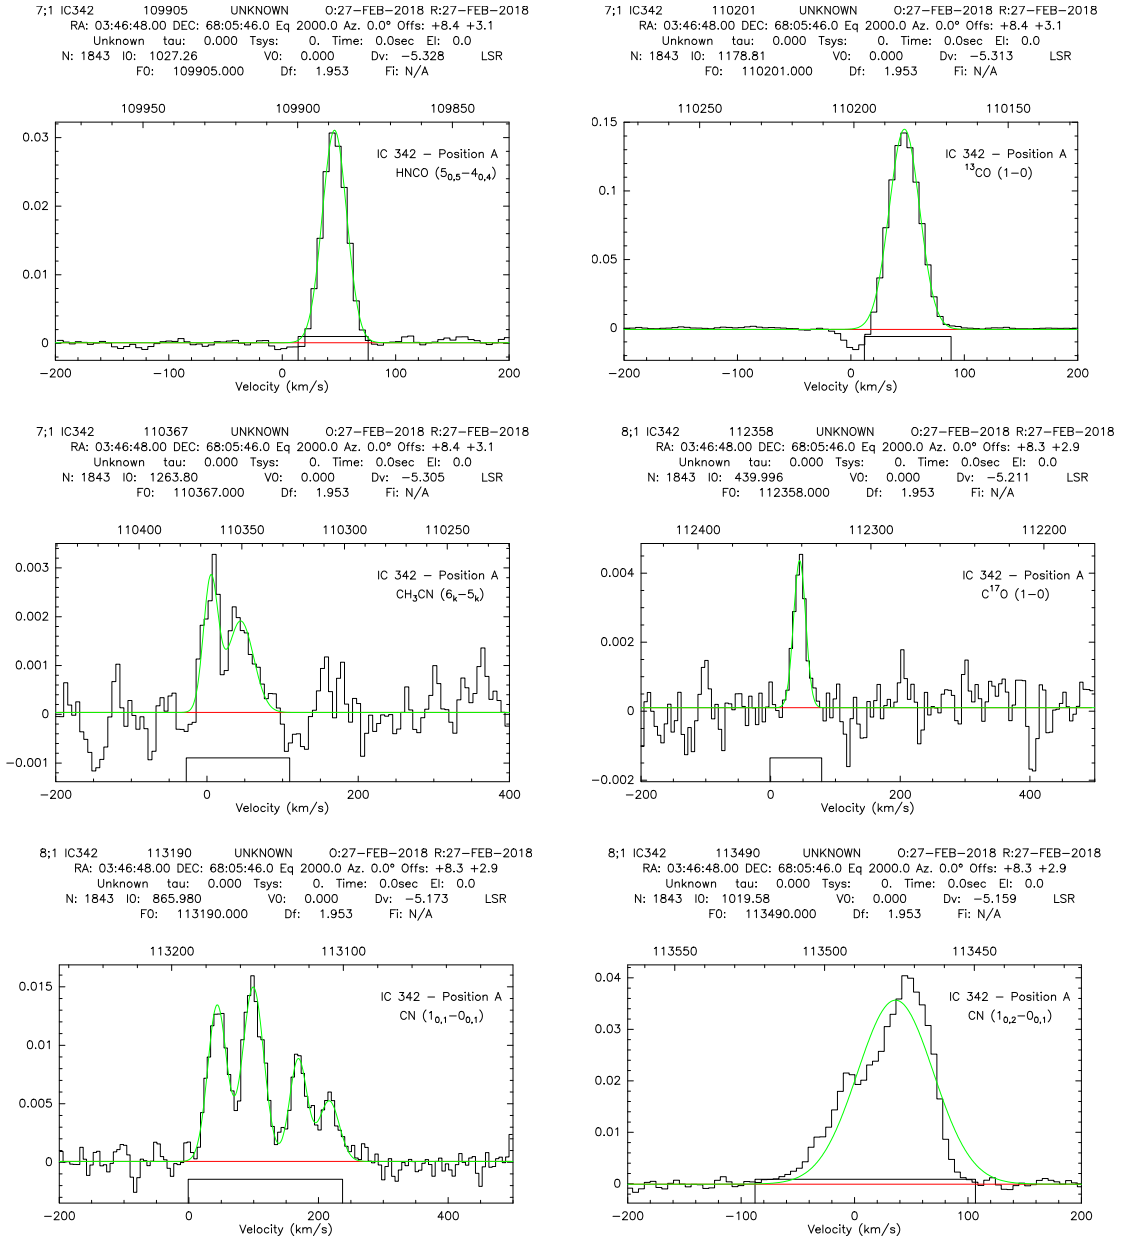 7;1 IC342 109905 UNKNOWN O:27-FEB-2018 R:27-FEB-2018
RA: 03:46:48.00 DEC: 68:05:46.0 Eq 2000.0 Az. 0.0° Offs: +8.4 +3.1
Unknown tau: 0.000 Tsys: 0. Time: 0.0sec El: 0.0
N: 1843 I0: 1027.26 V0: 0.000 Dv: -5.328 LSR
F0: 109905.000 Df: 1.953 Fi: N/A
109950 109900 109850
IC 342 - Position A
HNCO (5₀,₅-4₀,₄)
0.03
0.02
0.01
0
-200 -100 0 100 200
Velocity (km/s)
7;1 IC342 110201 UNKNOWN O:27-FEB-2018 R:27-FEB-2018
RA: 03:46:48.00 DEC: 68:05:46.0 Eq 2000.0 Az. 0.0° Offs: +8.4 +3.1
Unknown tau: 0.000 Tsys: 0. Time: 0.0sec El: 0.0
N: 1843 I0: 1178.81 V0: 0.000 Dv: -5.313 LSR
F0: 110201.000 Df: 1.953 Fi: N/A
110250 110200 110150
IC 342 - Position A
¹³CO (1-0)
0.15
0.1
0.05
0
-200 -100 0 100 200
Velocity (km/s)
7;1 IC342 110367 UNKNOWN O:27-FEB-2018 R:27-FEB-2018
RA: 03:46:48.00 DEC: 68:05:46.0 Eq 2000.0 Az. 0.0° Offs: +8.4 +3.1
Unknown tau: 0.000 Tsys: 0. Time: 0.0sec El: 0.0
N: 1843 I0: 1263.80 V0: 0.000 Dv: -5.305 LSR
F0: 110367.000 Df: 1.953 Fi: N/A
110400 110350 110300 110250
IC 342 - Position A
CH₃CN (6ₖ-5ₖ)
0.003
0.002
0.001
0
-0.001
-200 0 200 400
Velocity (km/s)
8;1 IC342 112358 UNKNOWN O:27-FEB-2018 R:27-FEB-2018
RA: 03:46:48.00 DEC: 68:05:46.0 Eq 2000.0 Az. 0.0° Offs: +8.3 +2.9
Unknown tau: 0.000 Tsys: 0. Time: 0.0sec El: 0.0
N: 1843 I0: 439.996 V0: 0.000 Dv: -5.211 LSR
F0: 112358.000 Df: 1.953 Fi: N/A
112400 112300 112200
IC 342 - Position A
C¹⁷O (1-0)
0.004
0.002
0
-0.002
-200 0 200 400
Velocity (km/s)
8;1 IC342 113190 UNKNOWN O:27-FEB-2018 R:27-FEB-2018
RA: 03:46:48.00 DEC: 68:05:46.0 Eq 2000.0 Az. 0.0° Offs: +8.3 +2.9
Unknown tau: 0.000 Tsys: 0. Time: 0.0sec El: 0.0
N: 1843 I0: 865.980 V0: 0.000 Dv: -5.173 LSR
F0: 113190.000 Df: 1.953 Fi: N/A
113200 113100
IC 342 - Position A
CN (1₀,₁-0₀,₁)
0.015
0.01
0.005
0
-200 0 200 400
Velocity (km/s)
8;1 IC342 113490 UNKNOWN O:27-FEB-2018 R:27-FEB-2018
RA: 03:46:48.00 DEC: 68:05:46.0 Eq 2000.0 Az. 0.0° Offs: +8.3 +2.9
Unknown tau: 0.000 Tsys: 0. Time: 0.0sec El: 0.0
N: 1843 I0: 1019.58 V0: 0.000 Dv: -5.159 LSR
F0: 113490.000 Df: 1.953 Fi: N/A
113550 113500 113450
IC 342 - Position A
CN (1₀,₂-0₀,₁)
0.04
0.03
0.02
0.01
0
-200 -100 0 100 200
Velocity (km/s)